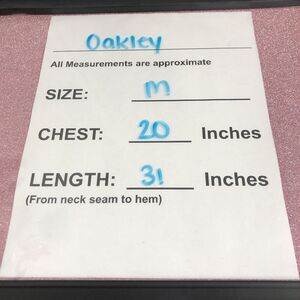 Oakley
All Measurements are approximate
SIZE: M
CHEST: 20 Inches
LENGTH: 31 Inches
(From neck seam to hem)